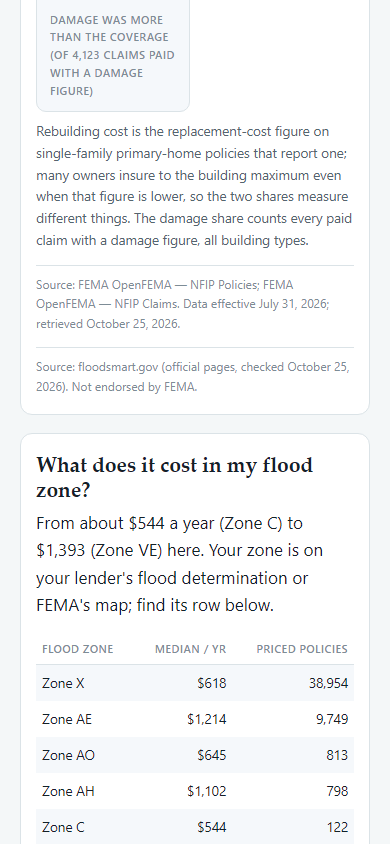 DAMAGE WAS MORE
THAN THE COVERAGE
(OF 4,123 CLAIMS PAID
WITH A DAMAGE
FIGURE)
Rebuilding cost is the replacement-cost figure on
single-family primary-home policies that report one;
many owners insure to the building maximum even
when that figure is lower, so the two shares measure
different things. The damage share counts every paid
claim with a damage figure, all building types.
Source: FEMA OpenFEMA — NFIP Policies; FEMA
OpenFEMA — NFIP Claims. Data effective July 31, 2026;
retrieved October 25, 2026.
Source: floodsmart.gov (official pages, checked October 25,
2026). Not endorsed by FEMA.
What does it cost in my flood
zone?
From about $544 a year (Zone C) to
$1,393 (Zone VE) here. Your zone is on
your lender's flood determination or
FEMA's map; find its row below.
FLOOD ZONE MEDIAN / YR PRICED POLICIES
Zone X $618 38,954
Zone AE $1,214 9,749
Zone AO $645 813
Zone AH $1,102 798
Zone C $544 122